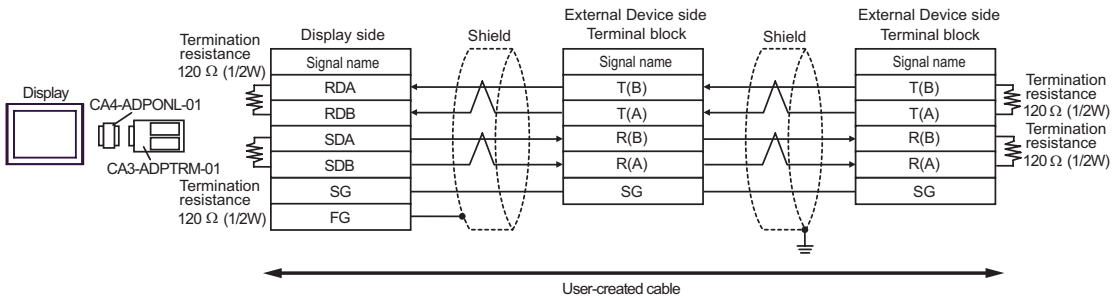 Display
CA4-ADPONL-01
CA3-ADPTRM-01
Termination
resistance
120 Ω (1/2W)
Termination
resistance
120 Ω (1/2W)
Display side
Signal name
RDA
RDB
SDA
SDB
SG
FG
Shield
External Device side
Terminal block
Signal name
T(B)
T(A)
R(B)
R(A)
SG
Shield
External Device side
Terminal block
Signal name
T(B)
T(A)
R(B)
R(A)
SG
Termination
resistance
120 Ω (1/2W)
Termination
resistance
120 Ω (1/2W)
User-created cable